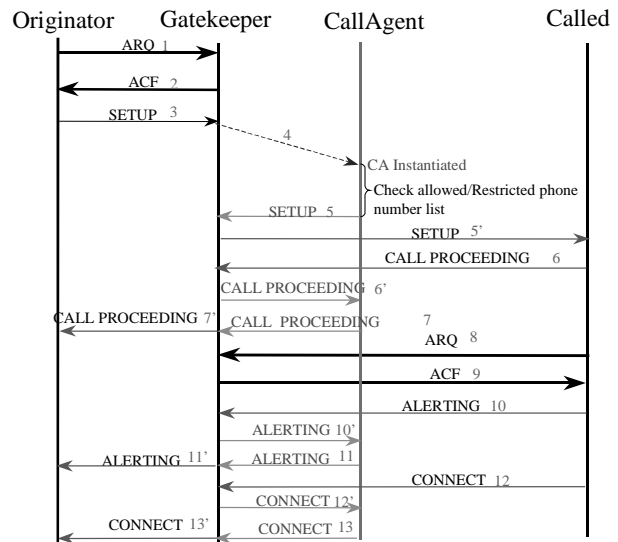 Originator Gatekeeper CallAgent Called
ARQ 1
ACF 2
SETUP 3
4
CA Instantiated
Check allowed/Restricted phone
number list
SETUP 5
SETUP 5'
CALL PROCEEDING 6
CALL PROCEEDING 6'
CALL PROCEEDING 7' CALL PROCEEDING 7
ARQ 8
ACF 9
ALERTING 10
ALERTING 10'
ALERTING 11' ALERTING 11
CONNECT 12
CONNECT 12'
CONNECT 13' CONNECT 13